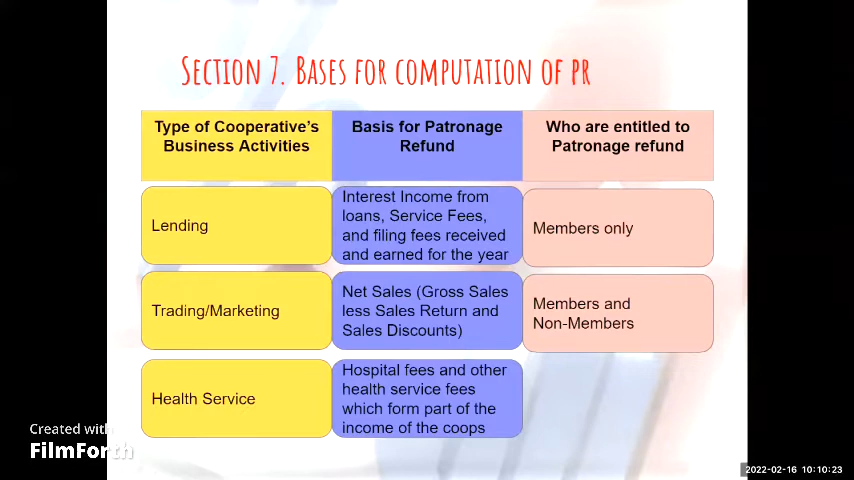 Section 7. Bases for computation of PR
Type of Cooperative's
Business Activities
Basis for Patronage
Refund
Who are entitled to
Patronage refund
Lending
Interest Income from
loans, Service Fees,
and filing fees received
and earned for the year
Members only
Trading/Marketing
Net Sales (Gross Sales
less Sales Return and
Sales Discounts)
Members and
Non-Members
Health Service
Hospital fees and other
health service fees
which form part of the
income of the coops
Created with
FilmForth
2022-02-16 10:10:23